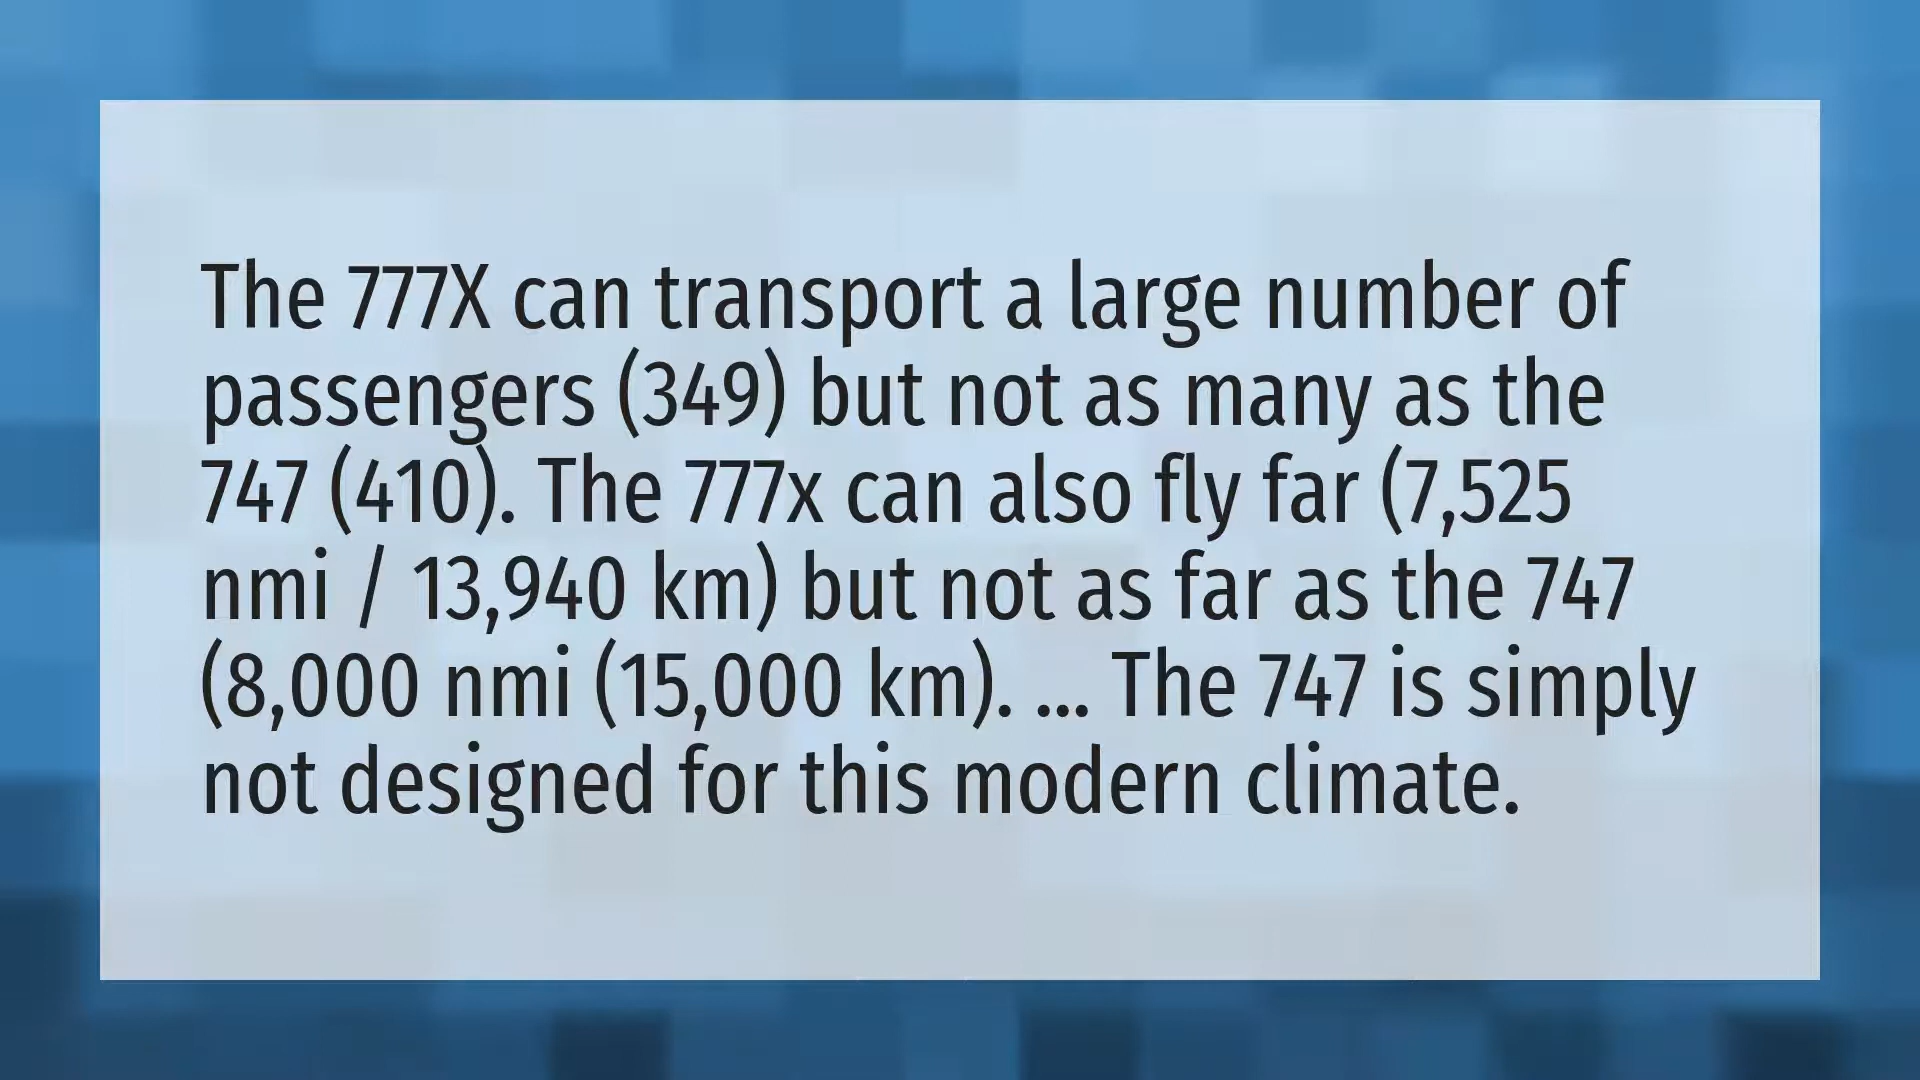 The 777X can transport a large number of
passengers (349) but not as many as the
747 (410). The 777x can also fly far (7,525
nmi / 13,940 km) but not as far as the 747
(8,000 nmi (15,000 km). ... The 747 is simply
not designed for this modern climate.